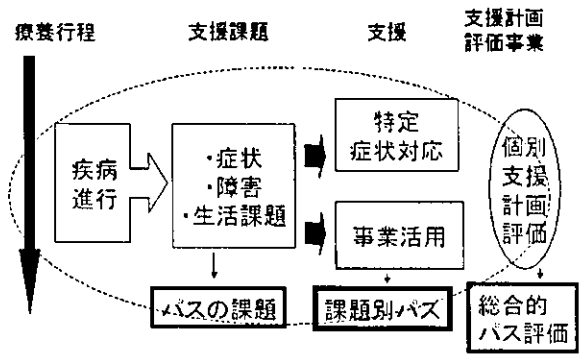 療養行程
支援課題
支援
支援計画
評価事業
疾病
進行
・症状
・障害
・生活課題
特定
症状対応
事業活用
個別
支援
計画
評価
パスの課題
課題別パス
総合的
パス評価